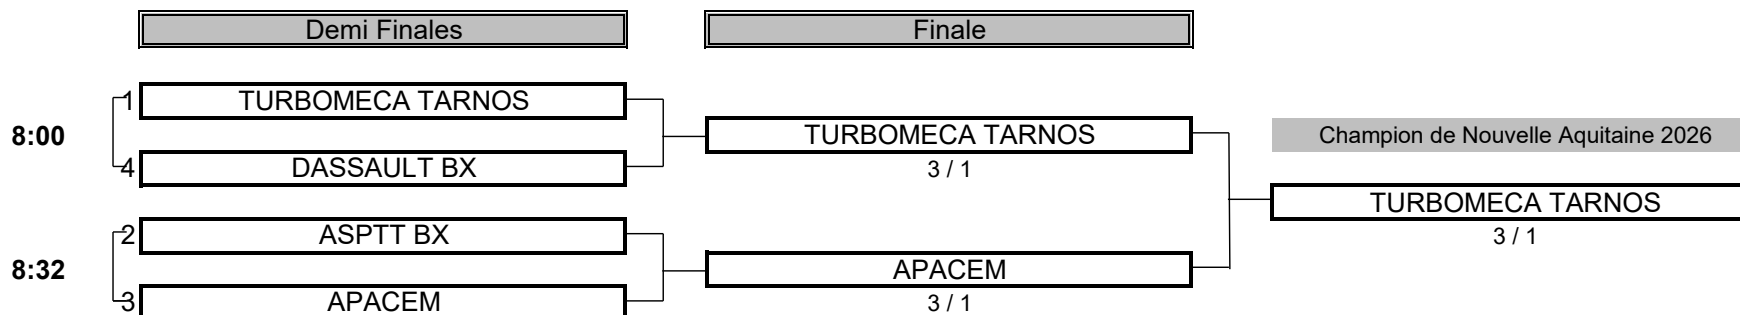 Demi Finales
Finale
1 TURBOMECA TARNOS
8:00
TURBOMECA TARNOS
Champion de Nouvelle Aquitaine 2026
4 DASSAULT BX
3 / 1
TURBOMECA TARNOS
2 ASPTT BX
3 / 1
8:32
APACEM
3 APACEM
3 / 1